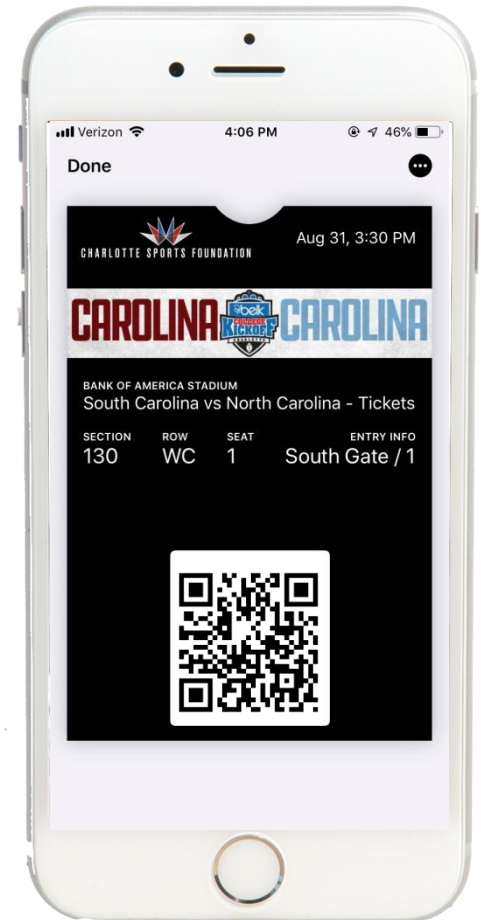 Verizon 4:06 PM 46%
Done
CHARLOTTE SPORTS FOUNDATION
Aug 31, 3:30 PM
CAROLINA belk COLLEGE KICKOFF CHARLOTTE CAROLINA
BANK OF AMERICA STADIUM
South Carolina vs North Carolina - Tickets
SECTION ROW SEAT ENTRY INFO
130 WC 1 South Gate / 1